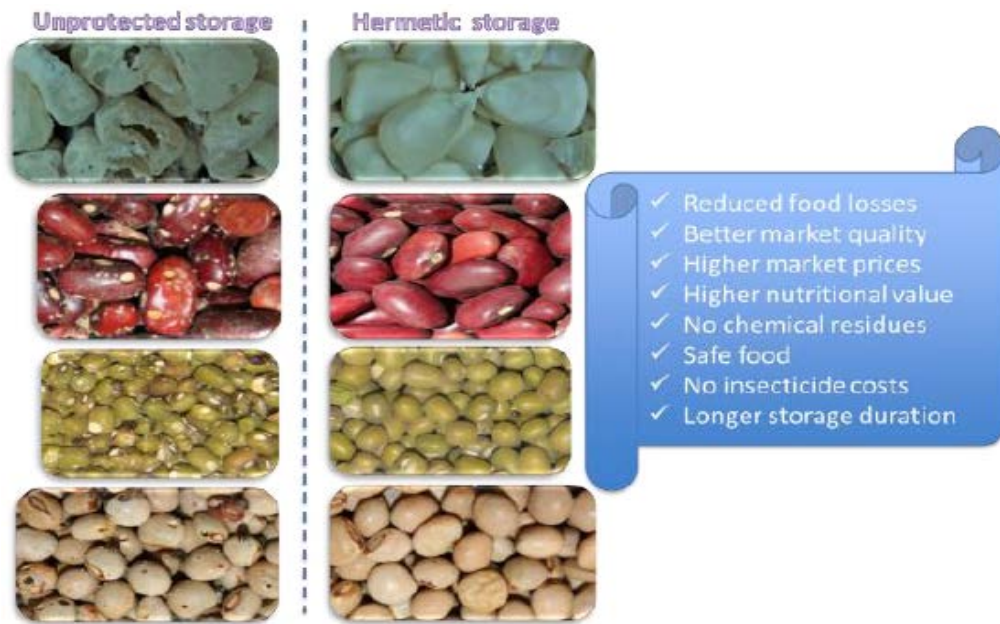 Unprotected storage
Hermetic storage
✓ Reduced food losses
✓ Better market quality
✓ Higher market prices
✓ Higher nutritional value
✓ No chemical residues
✓ Safe food
✓ No insecticide costs
✓ Longer storage duration